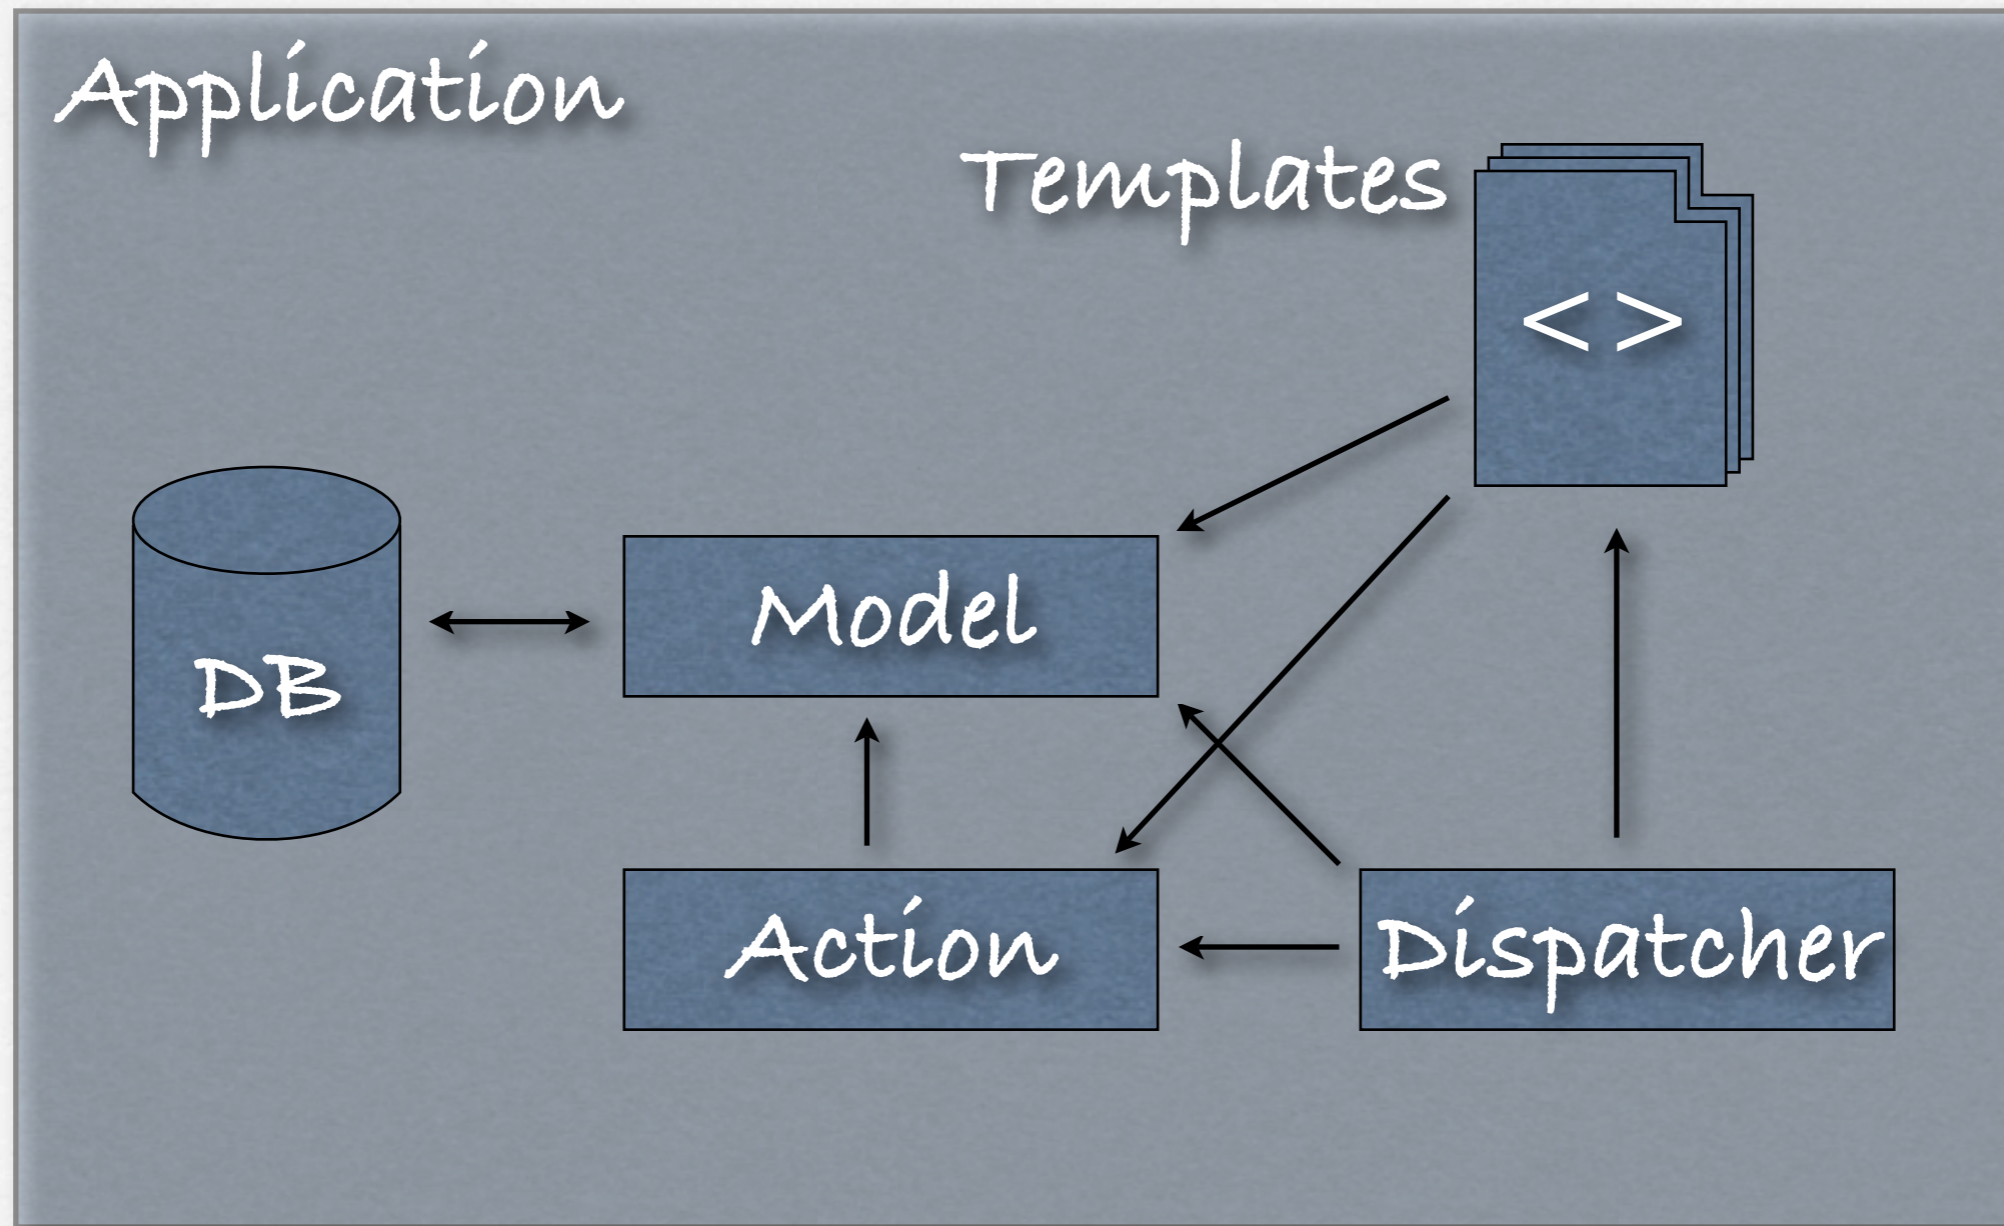 Application
Templates
<>
Model
DB
Action
Dispatcher